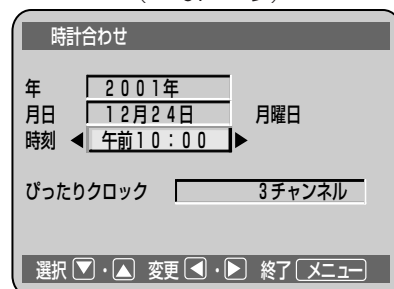 時計合わせ
年 2001年
月日 12月24日 月曜日
時刻 ◀ 午前10：00 ▶
ぴったりクロック 3チャンネル
選択▼・▲ 変更◀・▶ 終了メニュー